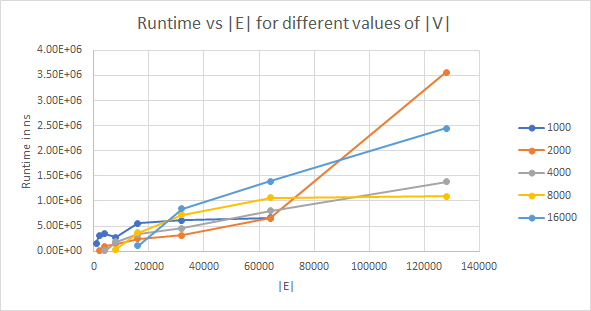 Runtime vs |E| for different values of |V|
4.00E+06
3.50E+06
3.00E+06
2.50E+06
2.00E+06
1.50E+06
1.00E+06
5.00E+05
0.00E+00
Runtime in ns
0 20000 40000 60000 80000 100000 120000 140000
|E|
1000
2000
4000
8000
16000